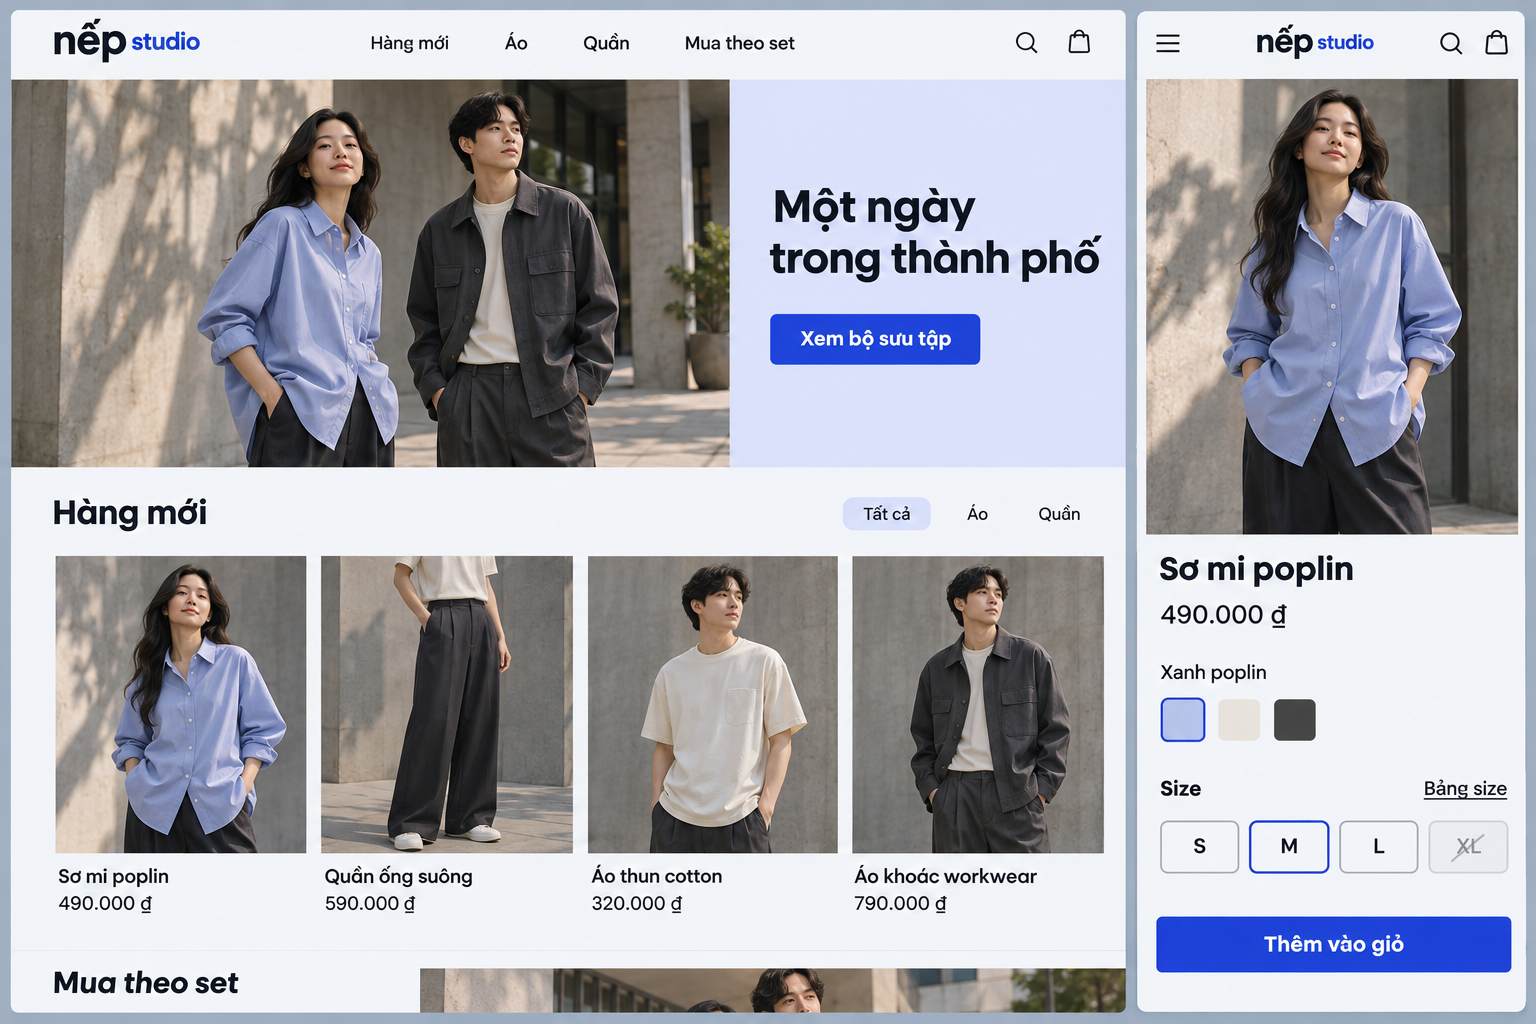 nếp studio
Hàng mới
Áo
Quần
Mua theo set
Một ngày
trong thành phố
Xem bộ sưu tập
Hàng mới
Tất cả
Áo
Quần
Sơ mi poplin
490.000 ₫
Quần ống suông
590.000 ₫
Áo thun cotton
320.000 ₫
Áo khoác workwear
790.000 ₫
Mua theo set
nếp studio
Sơ mi poplin
490.000 ₫
Xanh poplin
Size
Bảng size
S
M
L
XL
Thêm vào giỏ